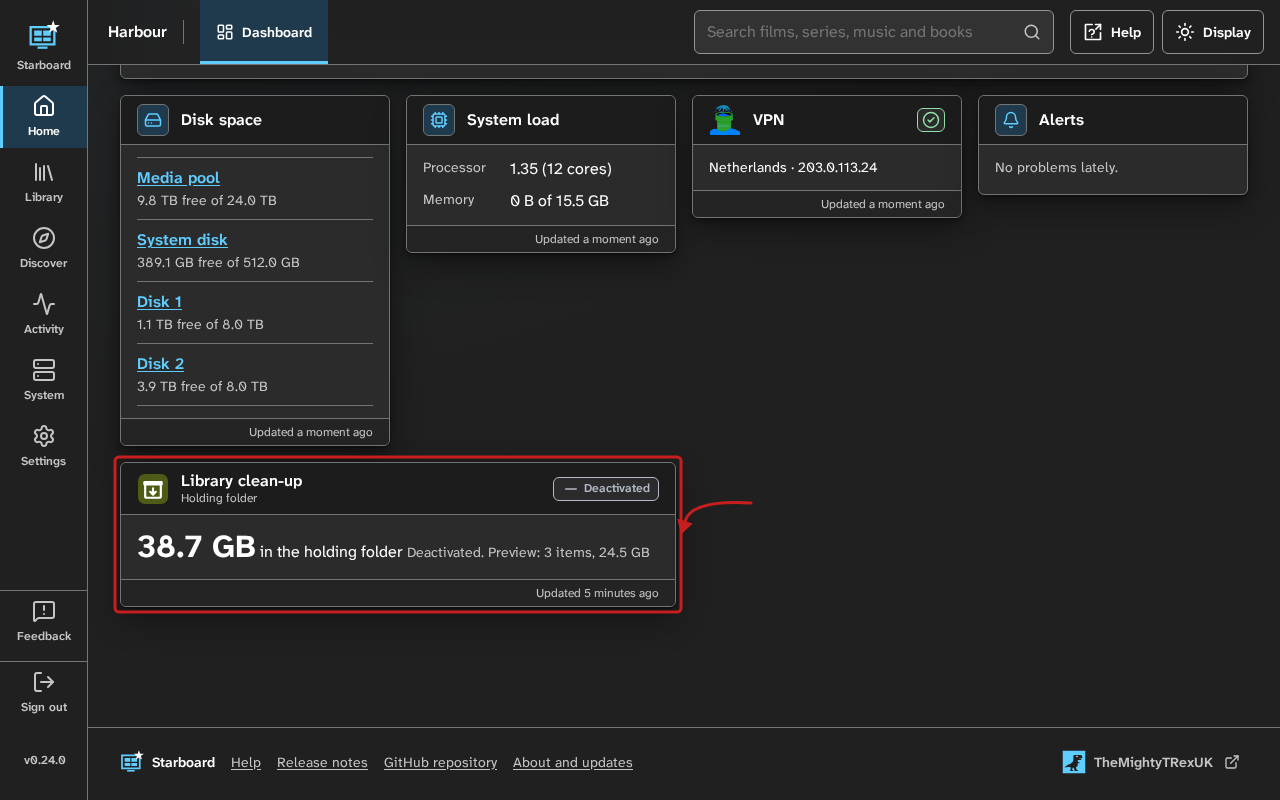 Starboard
Home
Library
Discover
Activity
System
Settings
Feedback
Sign out
v0.24.0
Harbour
Dashboard
Search films, series, music and books
Help
Display
Disk space
Media pool
9.8 TB free of 24.0 TB
System disk
389.1 GB free of 512.0 GB
Disk 1
1.1 TB free of 8.0 TB
Disk 2
3.9 TB free of 8.0 TB
Updated a moment ago
System load
Processor 1.35 (12 cores)
Memory 0 B of 15.5 GB
Updated a moment ago
VPN
Netherlands · 203.0.113.24
Updated a moment ago
Alerts
No problems lately.
Library clean-up
Holding folder
— Deactivated
38.7 GB in the holding folder Deactivated. Preview: 3 items, 24.5 GB
Updated 5 minutes ago
Starboard Help Release notes GitHub repository About and updates
TheMightyTRexUK